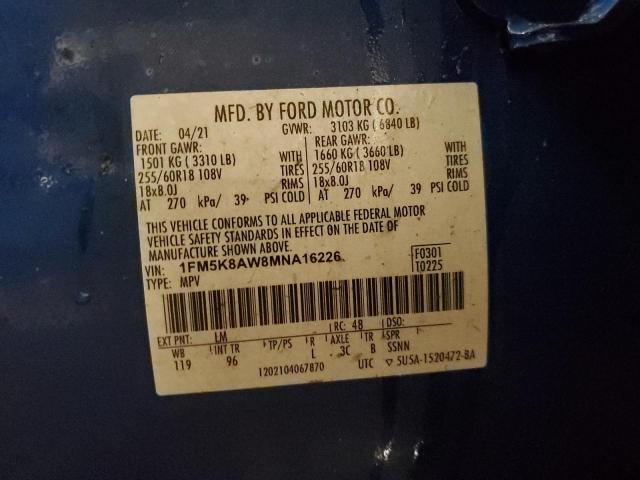 MFD. BY FORD MOTOR CO.
DATE: 04/21 GVWR: 3103 KG ( 6840 LB)
FRONT GAWR: REAR GAWR:
1501 KG ( 3310 LB) WITH 1660 KG ( 3660 LB) WITH
255/60R18 108V TIRES 255/60R18 108V TIRES
18x8.0J RIMS 18x8.0J RIMS
AT 270 kPa/ 39 PSI COLD AT 270 kPa/ 39 PSI COLD
THIS VEHICLE CONFORMS TO ALL APPLICABLE FEDERAL MOTOR
VEHICLE SAFETY STANDARDS IN EFFECT ON THE DATE OF
MANUFACTURE SHOWN ABOVE.
VIN: 1FM5K8AW8MNA16226 F0301
TYPE: MPV T0225
EXT PNT: LM RC: 48
WB INT TR TP/PS R AXLE TR SPR
119 96 L 3C B SSNN
1202104067870 UTC ▽ 5U5A-1520472-BA